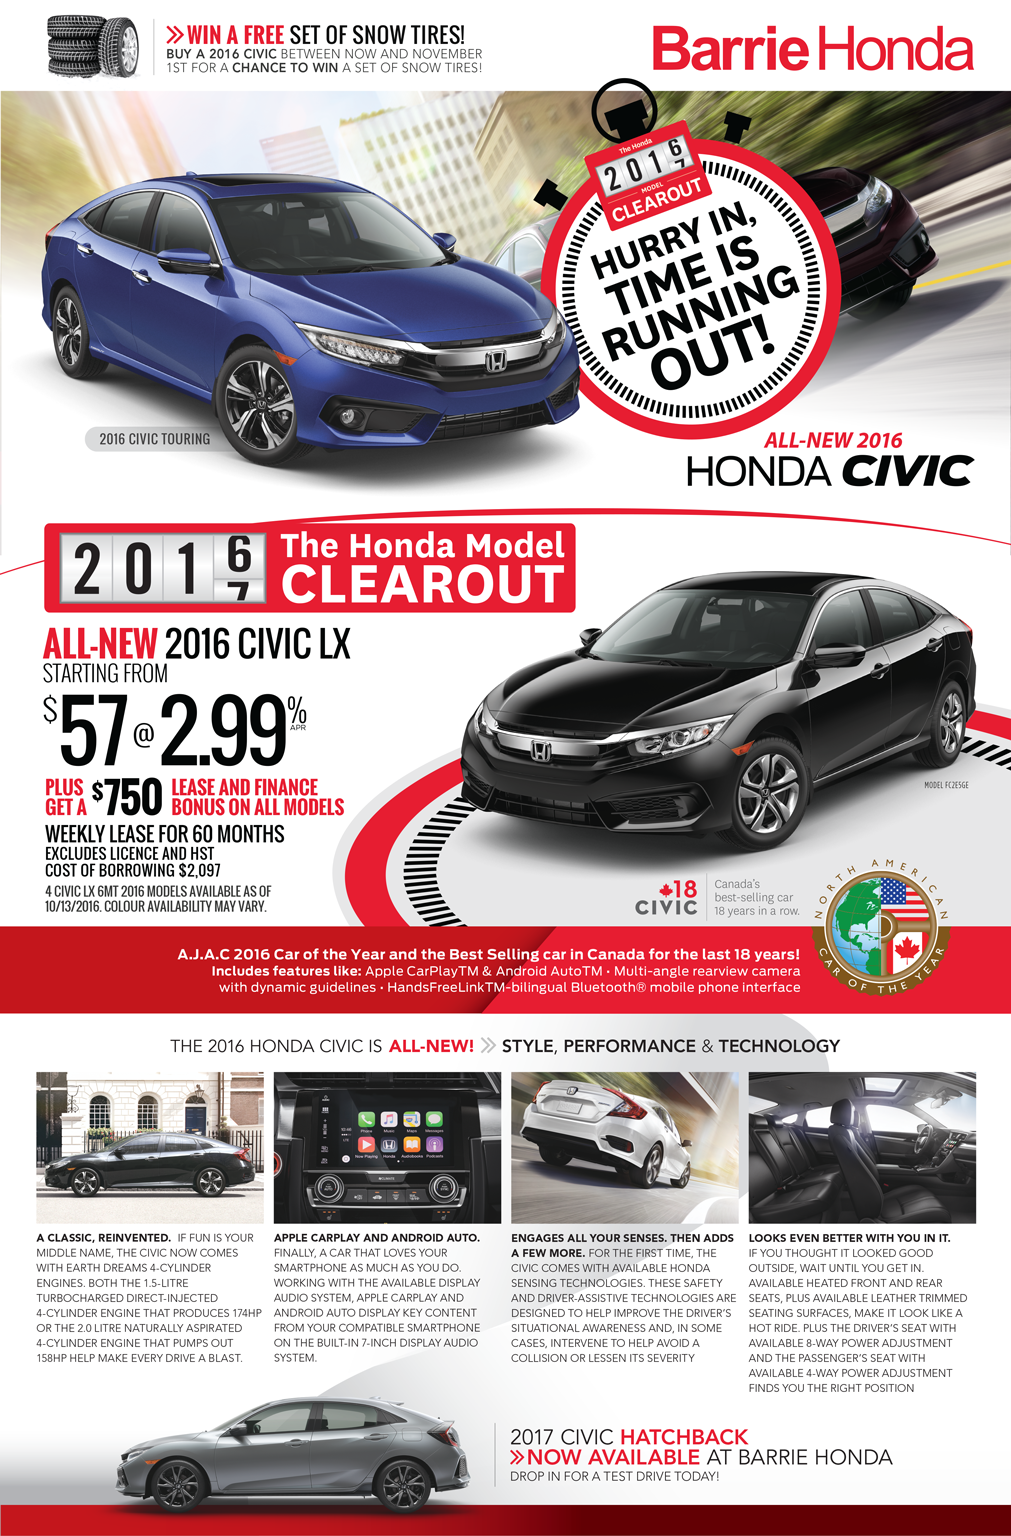 WIN A FREE SET OF SNOW TIRES!
BUY A 2016 CIVIC BETWEEN NOW AND NOVEMBER
1ST FOR A CHANCE TO WIN A SET OF SNOW TIRES!
Barrie Honda
The Honda
2016
7
MODEL
CLEAROUT
HURRY IN,
TIME IS
RUNNING
OUT!
2016 CIVIC TOURING
ALL-NEW 2016
HONDA CIVIC
2016
7
The Honda Model
CLEAROUT
ALL-NEW 2016 CIVIC LX
STARTING FROM
$57@2.99%
APR
PLUS GET A $750 LEASE AND FINANCE BONUS ON ALL MODELS
WEEKLY LEASE FOR 60 MONTHS
EXCLUDES LICENCE AND HST
COST OF BORROWING $2,097
4 CIVIC LX 6MT 2016 MODELS AVAILABLE AS OF
10/13/2016. COLOUR AVAILABILITY MAY VARY.
MODEL FC2E5GE
18
CIVIC
Canada's
best-selling car
18 years in a row.
NORTH AMERICAN
CAR OF THE YEAR
A.J.A.C 2016 Car of the Year and the Best Selling car in Canada for the last 18 years!
Includes features like: Apple CarPlayTM & Android AutoTM • Multi-angle rearview camera
with dynamic guidelines • HandsFreeLinkTM-bilingual Bluetooth® mobile phone interface
THE 2016 HONDA CIVIC IS ALL-NEW! STYLE, PERFORMANCE & TECHNOLOGY
Phone Music Maps Messages
Now Playing Honda Audiobooks Podcasts
A CLASSIC, REINVENTED. IF FUN IS YOUR
MIDDLE NAME, THE CIVIC NOW COMES
WITH EARTH DREAMS 4-CYLINDER
ENGINES. BOTH THE 1.5-LITRE
TURBOCHARGED DIRECT-INJECTED
4-CYLINDER ENGINE THAT PRODUCES 174HP
OR THE 2.0 LITRE NATURALLY ASPIRATED
4-CYLINDER ENGINE THAT PUMPS OUT
158HP HELP MAKE EVERY DRIVE A BLAST.
APPLE CARPLAY AND ANDROID AUTO.
FINALLY, A CAR THAT LOVES YOUR
SMARTPHONE AS MUCH AS YOU DO.
WORKING WITH THE AVAILABLE DISPLAY
AUDIO SYSTEM, APPLE CARPLAY AND
ANDROID AUTO DISPLAY KEY CONTENT
FROM YOUR COMPATIBLE SMARTPHONE
ON THE BUILT-IN 7-INCH DISPLAY AUDIO
SYSTEM.
ENGAGES ALL YOUR SENSES. THEN ADDS
A FEW MORE. FOR THE FIRST TIME, THE
CIVIC COMES WITH AVAILABLE HONDA
SENSING TECHNOLOGIES. THESE SAFETY
AND DRIVER-ASSISTIVE TECHNOLOGIES ARE
DESIGNED TO HELP IMPROVE THE DRIVER'S
SITUATIONAL AWARENESS AND, IN SOME
CASES, INTERVENE TO HELP AVOID A
COLLISION OR LESSEN ITS SEVERITY
LOOKS EVEN BETTER WITH YOU IN IT.
IF YOU THOUGHT IT LOOKED GOOD
OUTSIDE, WAIT UNTIL YOU GET IN.
AVAILABLE HEATED FRONT AND REAR
SEATS, PLUS AVAILABLE LEATHER TRIMMED
SEATING SURFACES, MAKE IT LOOK LIKE A
HOT RIDE. PLUS THE DRIVER'S SEAT WITH
AVAILABLE 8-WAY POWER ADJUSTMENT
AND THE PASSENGER'S SEAT WITH
AVAILABLE 4-WAY POWER ADJUSTMENT
FINDS YOU THE RIGHT POSITION
2017 CIVIC HATCHBACK
NOW AVAILABLE AT BARRIE HONDA
DROP IN FOR A TEST DRIVE TODAY!